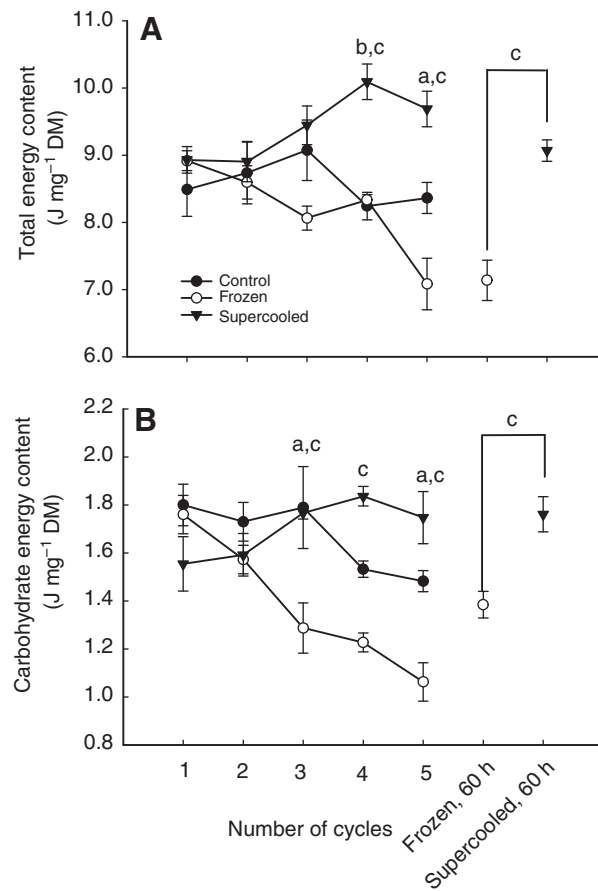 A
11.0
10.0
9.0
8.0
7.0
6.0
Total energy content
(J mg⁻¹ DM)
b,c
a,c
c
Control
Frozen
Supercooled
B
2.2
2.0
1.8
1.6
1.4
1.2
1.0
0.8
Carbohydrate energy content
(J mg⁻¹ DM)
a,c
c
a,c
c
1 2 3 4 5
Frozen, 60 h
Supercooled, 60 h
Number of cycles